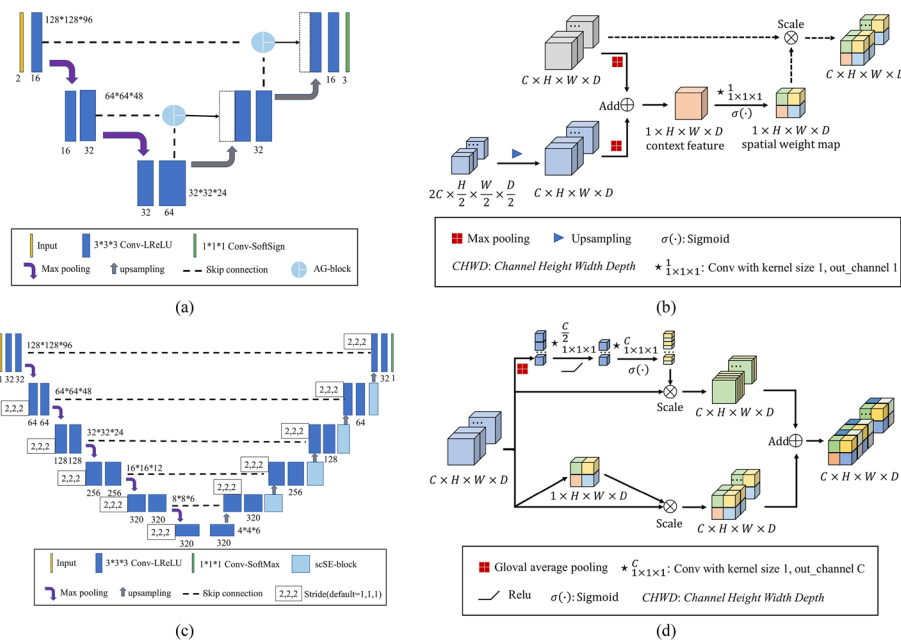 128*128*96
2
16
16
3
64*64*48
16
32
32
32*32*24
32
64
Input
3*3*3 Conv-LReLU
1*1*1 Conv-SoftSign
Max pooling
upsampling
Skip connection
AG-block
(a)
Scale
C × H × W × D
C × H × W × D
Add
★ 1 1×1×1
σ(·)
1 × H × W × D
context feature
1 × H × W × D
spatial weight map
2C × H/2 × W/2 × D/2
C × H × W × D
Max pooling
Upsampling
σ(·): Sigmoid
CHWD: Channel Height Width Depth
★ 1 1×1×1: Conv with kernel size 1, out_channel 1
(b)
128*128*96
2,2,2
1 32 32
32 1
64*64*48
2,2,2
2,2,2
64 64
64
32*32*24
2,2,2
2,2,2
128 128
128
16*16*12
2,2,2
2,2,2
256 256
256
8*8*6
2,2,2
2,2,2
320 320
320
2,2,2
4*4*6
320
320
Input
3*3*3 Conv-LReLU
1*1*1 Conv-SoftMax
scSE-block
Max pooling
upsampling
Skip connection
2,2,2 Stride(default=1,1,1)
(c)
★ C/2 1×1×1
★ C 1×1×1
σ(·)
Scale
C × H × W × D
C × H × W × D
Add
C × H × W × D
1 × H × W × D
Scale
C × H × W × D
Gloval average pooling
★ C 1×1×1: Conv with kernel size 1, out_channel C
Relu
σ(·): Sigmoid
CHWD: Channel Height Width Depth
(d)